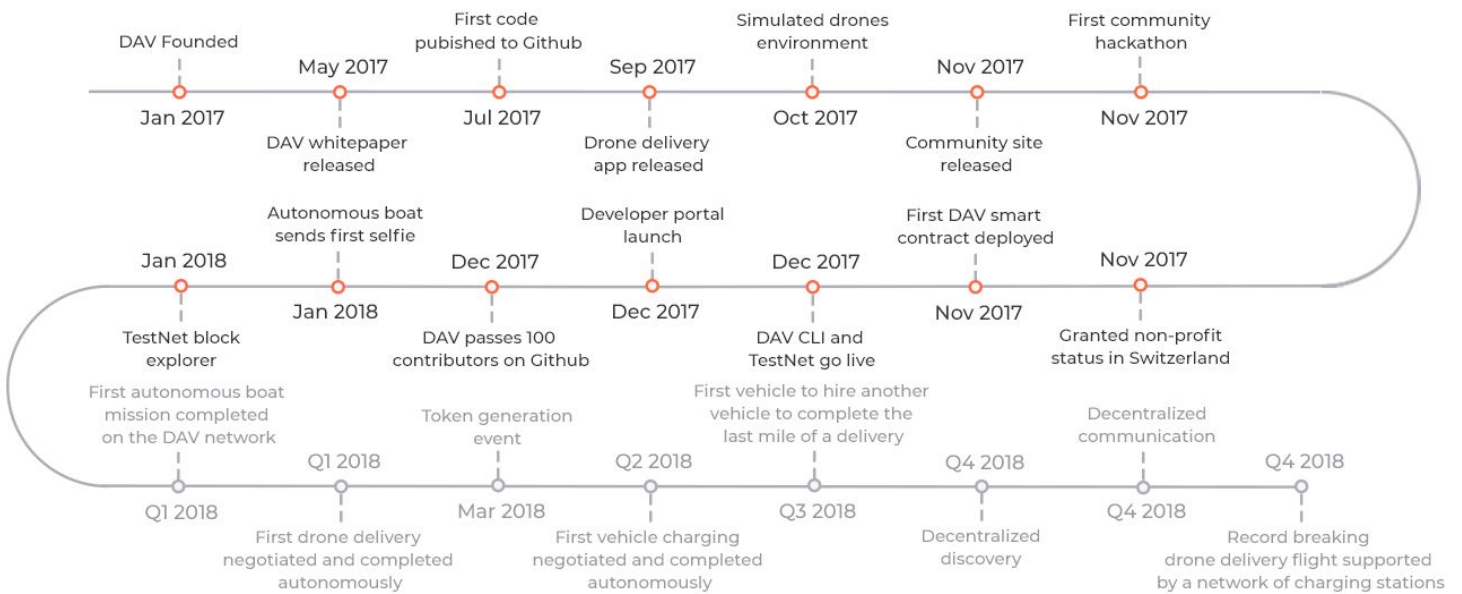 DAV Founded
Jan 2017
May 2017
DAV whitepaper
released
First code
pubished to Github
Jul 2017
Sep 2017
Drone delivery
app released
Simulated drones
environment
Oct 2017
Nov 2017
Community site
released
First community
hackathon
Nov 2017
Nov 2017
Granted non-profit
status in Switzerland
First DAV smart
contract deployed
Nov 2017
Dec 2017
DAV CLI and
TestNet go live
Developer portal
launch
Dec 2017
Dec 2017
DAV passes 100
contributors on Github
Autonomous boat
sends first selfie
Jan 2018
Jan 2018
TestNet block
explorer
First autonomous boat
mission completed
on the DAV network
Q1 2018
Q1 2018
First drone delivery
negotiated and completed
autonomously
Token generation
event
Mar 2018
Q2 2018
First vehicle charging
negotiated and completed
autonomously
First vehicle to hire another
vehicle to complete the
last mile of a delivery
Q3 2018
Q4 2018
Decentralized
discovery
Decentralized
communication
Q4 2018
Q4 2018
Record breaking
drone delivery flight supported
by a network of charging stations